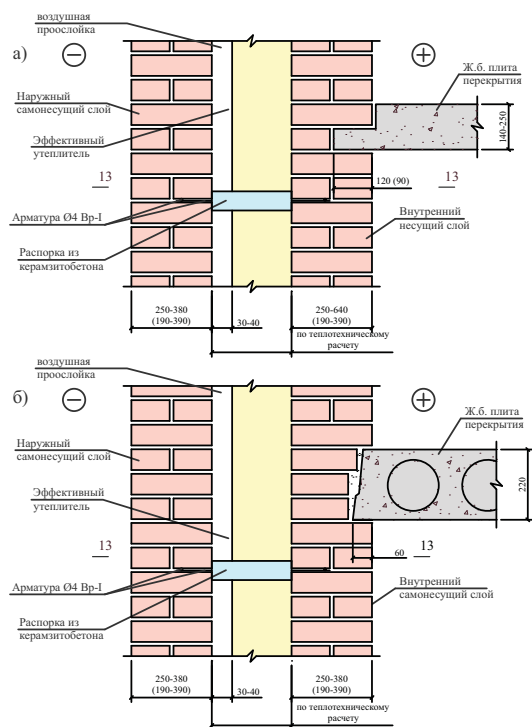 воздушная
проослойка
а)
Ж.б. плита
перекрытия
Наружный
самонесущий слой
Эффективный
утеплитель
140-250
13
120 (90)
13
Арматура Ø4 Вр-I
Распорка из
керамзитобетона
Внутренний
несущий слой
250-380
(190-390)
30-40
250-640
(190-390)
по теплотехническому
расчету
воздушная
проослойка
б)
Ж.б. плита
перекрытия
Наружный
самонесущий слой
Эффективный
утеплитель
220
13
60
13
Арматура Ø4 Вр-I
Распорка из
керамзитобетона
Внутренний
самонесущий слой
250-380
(190-390)
30-40
250-380
(190-390)
по теплотехническому
расчету